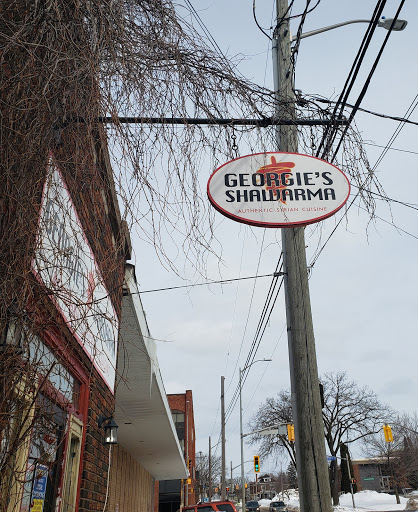 GEORGIE'S
SHAWARMA
AUTHENTIC SYRIAN CUISINE